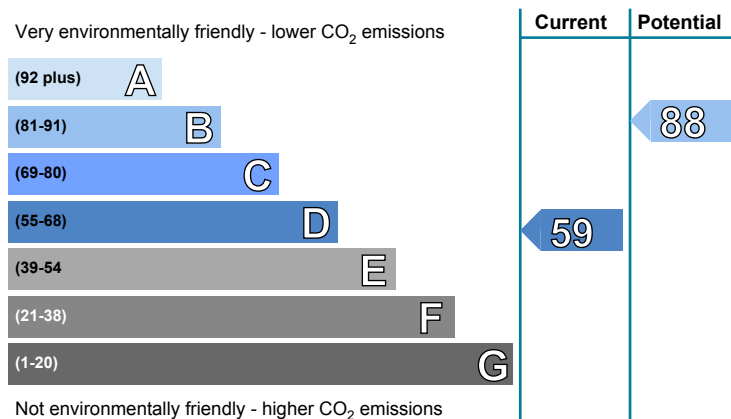 Very environmentally friendly - lower CO₂ emissions
Current
Potential
(92 plus) A
(81-91) B
88
(69-80) C
(55-68) D
59
(39-54 E
(21-38) F
(1-20) G
Not environmentally friendly - higher CO₂ emissions